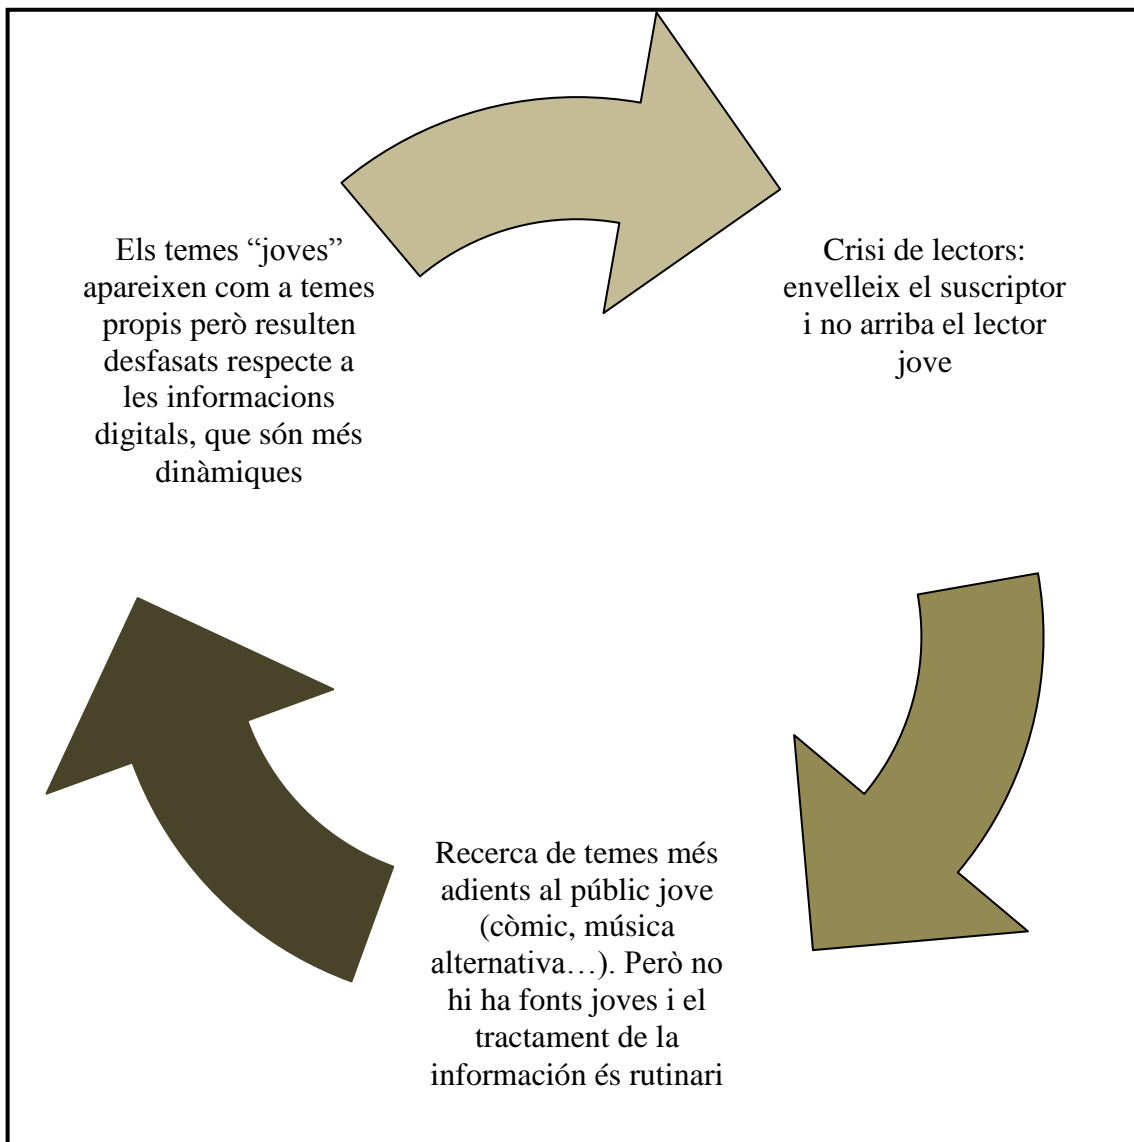 Els temes “joves”
apareixen com a temes
propis però resulten
desfasats respecte a
les informacions
digitals, que són més
dinàmiques
Crisi de lectors:
envelleix el suscriptor
i no arriba el lector
jove
Recerca de temes més
adients al públic jove
(còmic, música
alternativa…). Però no
hi ha fonts joves i el
tractament de la
información és rutinari